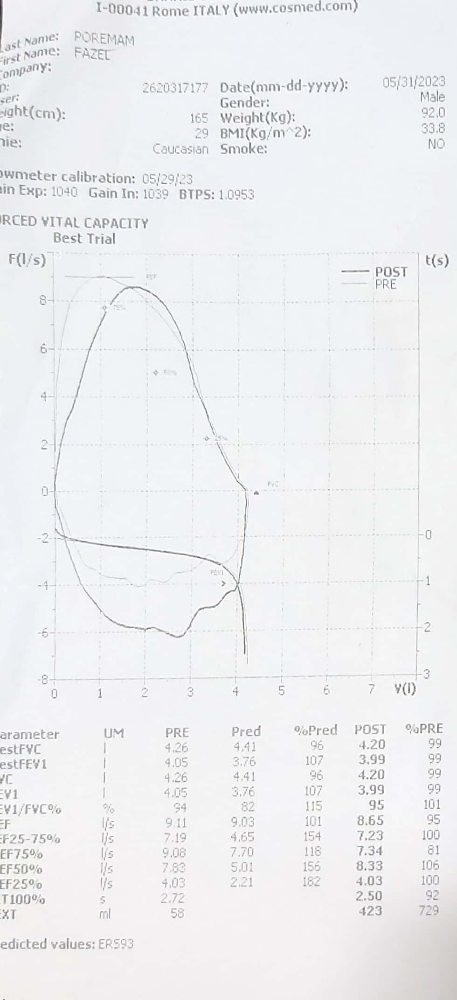 I-00041 Rome ITALY (www.cosmed.com)
Last Name: POREMAM
First Name: FAZEL
Company:
D:
ser:
eight(cm):
ge:
nie:
2620317177 Date(mm-dd-yyyy): 05/31/2023
Gender: Male
165 Weight(Kg): 92.0
29 BMI(Kg/m^2): 33.8
Caucasian Smoke: NO
owmeter calibration: 05/29/23
ain Exp: 1040 Gain In: 1039 BTPS: 1.0953
ORCED VITAL CAPACITY
Best Trial
F(l/s) t(s)
POST
PRE
PEF
8
75%
6
50%
4
25%
2
FVC
0
-2 0
FEV1
-4 1
-6 2
-8 3
0 1 2 3 4 5 6 7 V(l)
arameter UM PRE Pred %Pred POST %PRE
estFVC l 4.26 4.41 96 4.20 99
estFEV1 l 4.05 3.76 107 3.99 99
VC l 4.26 4.41 96 4.20 99
EV1 l 4.05 3.76 107 3.99 99
EV1/FVC% % 94 82 115 95 101
EF l/s 9.11 9.03 101 8.65 95
EF25-75% l/s 7.19 4.65 154 7.23 100
EF75% l/s 9.08 7.70 118 7.34 81
EF50% l/s 7.83 5.01 156 8.33 106
EF25% l/s 4.03 2.21 182 4.03 100
T100% s 2.72 2.50 92
EXT ml 58 423 729
edicted values: ERS93